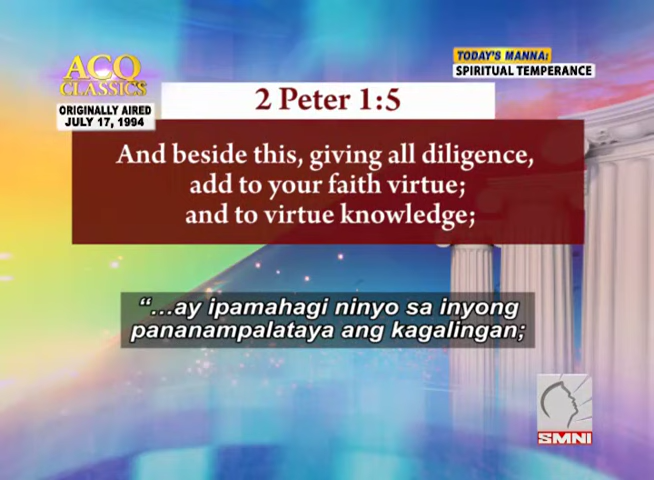 ACQ
CLASSICS
ORIGINALLY AIRED
JULY 17, 1994
TODAY'S MANNA:
SPIRITUAL TEMPERANCE
2 Peter 1:5
And beside this, giving all diligence,
add to your faith virtue;
and to virtue knowledge;
“...ay ipamahagi ninyo sa inyong
pananampalataya ang kagalingan;
SMNI